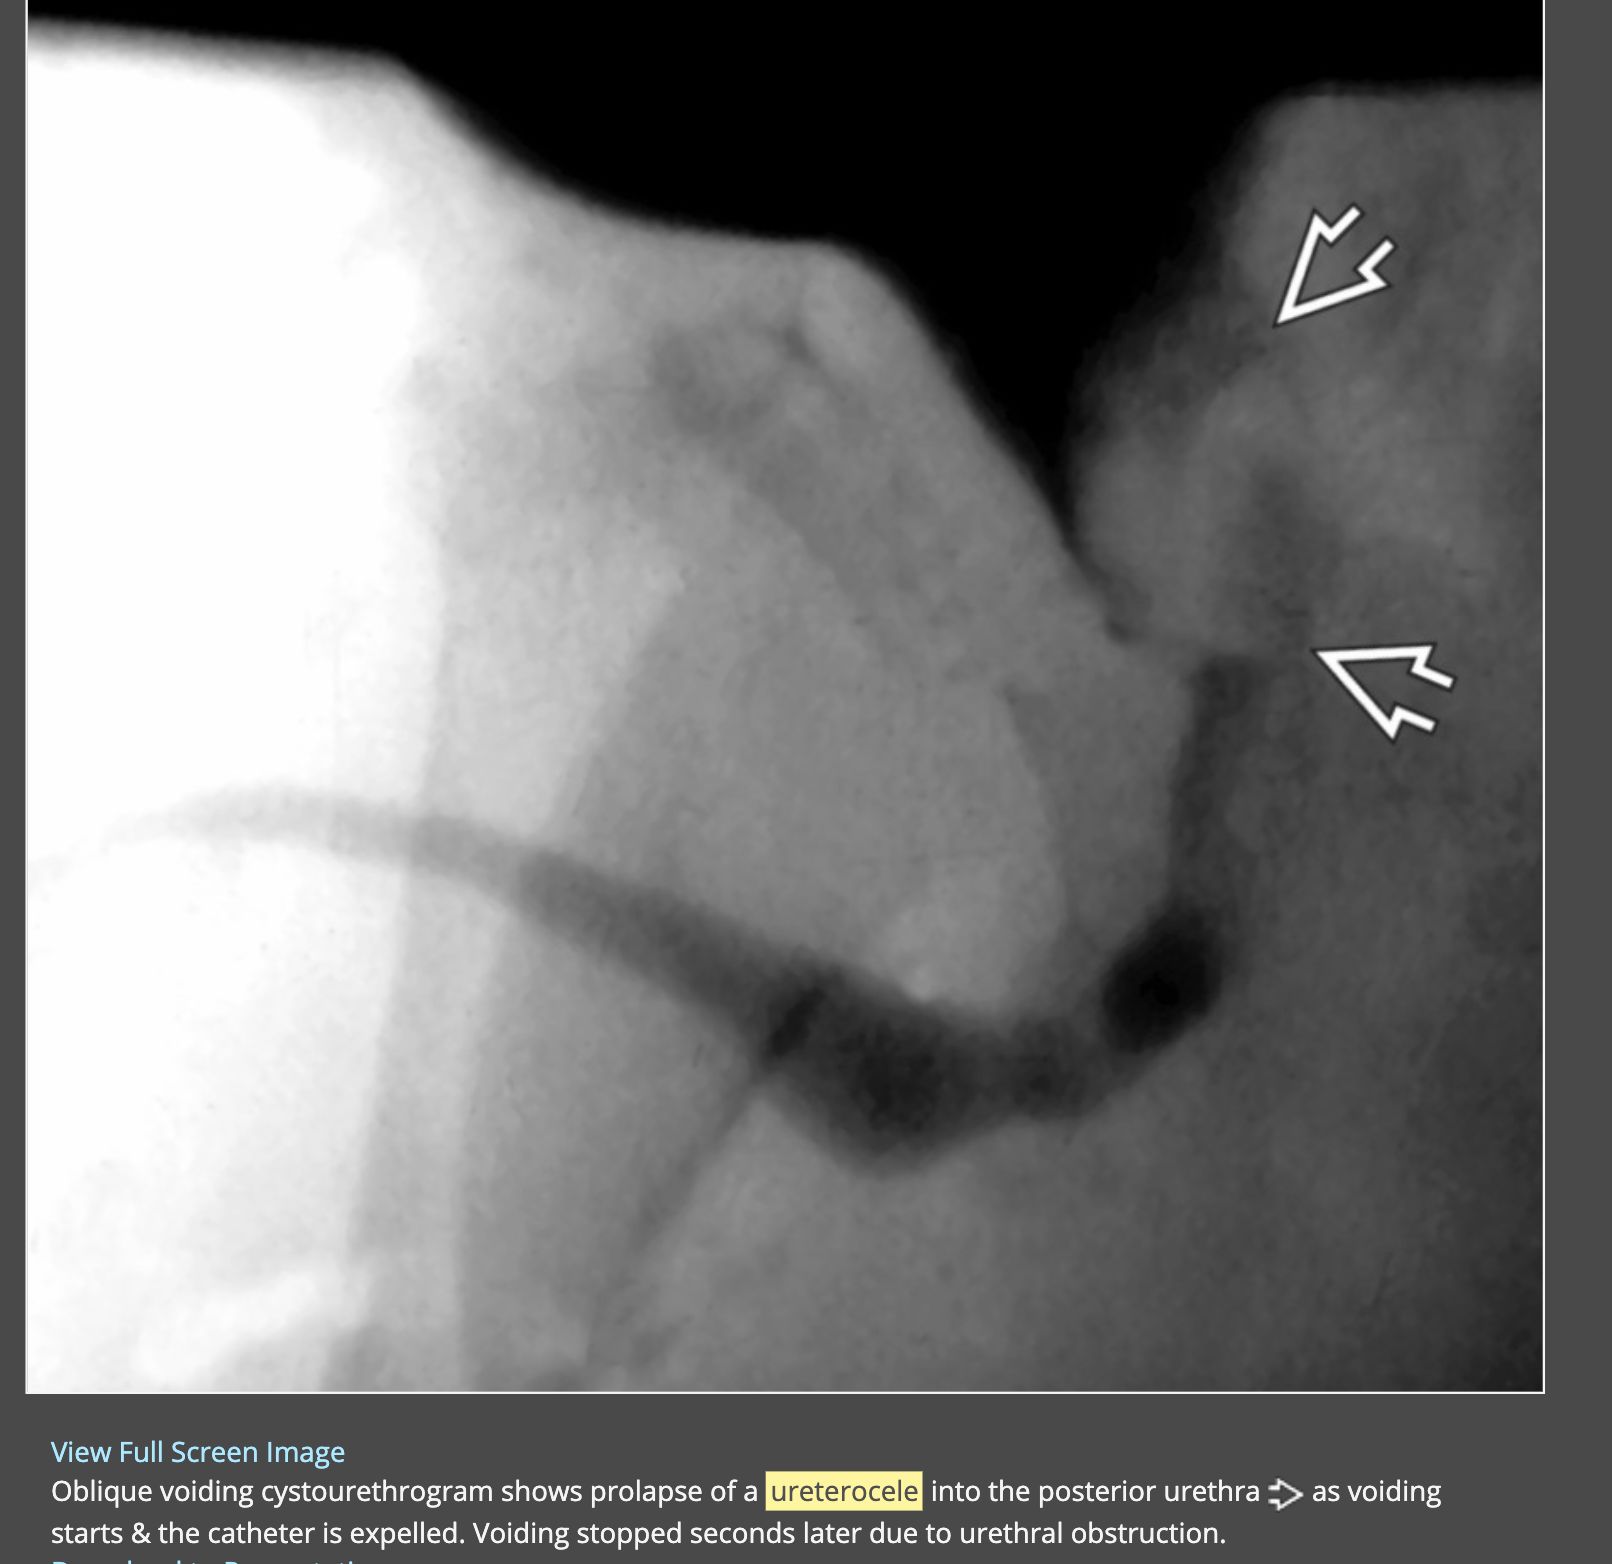 View Full Screen Image
Oblique voiding cystourethrogram shows prolapse of a ureterocele into the posterior urethra as voiding
starts & the catheter is expelled. Voiding stopped seconds later due to urethral obstruction.